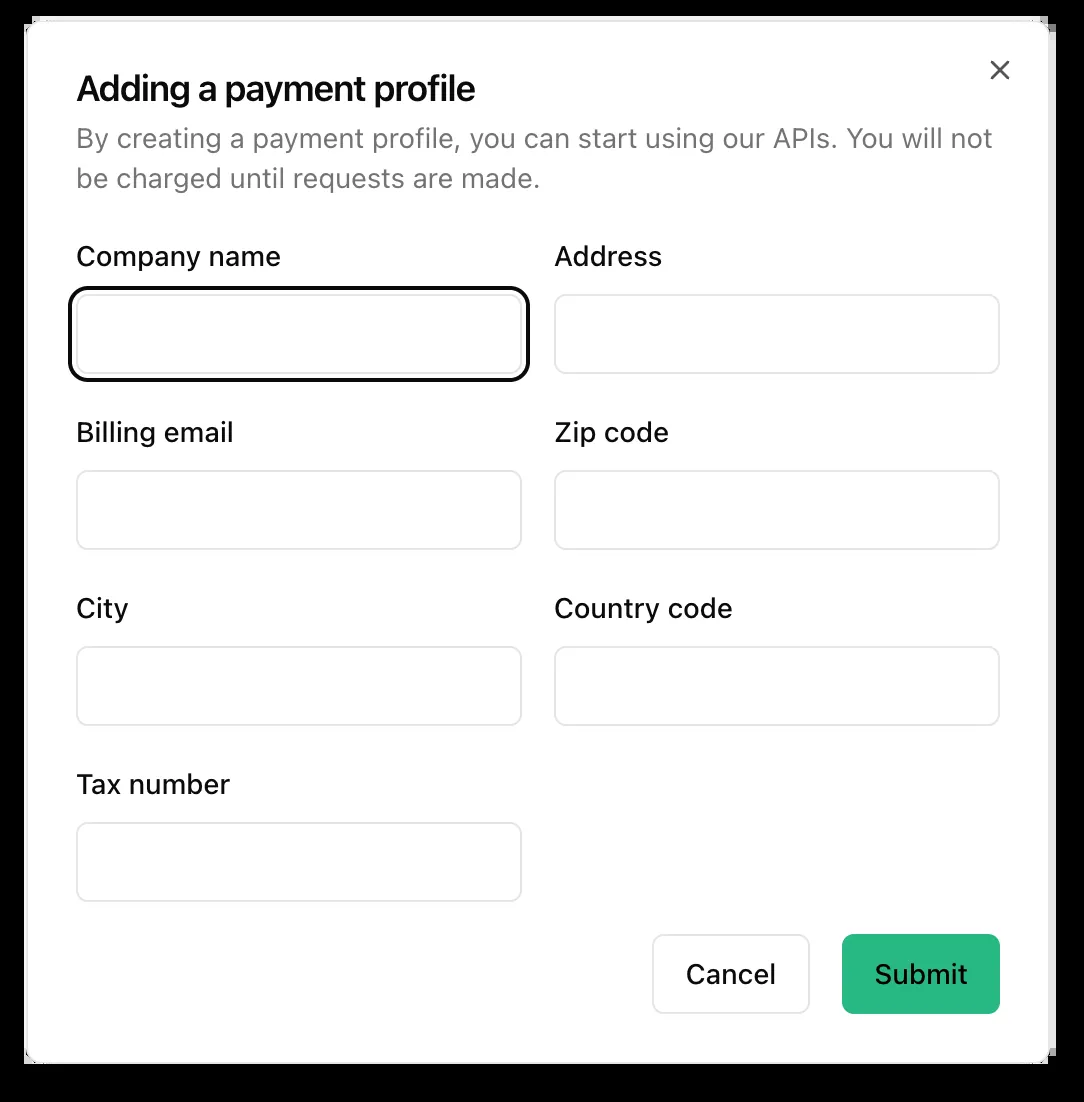 Adding a payment profile
By creating a payment profile, you can start using our APIs. You will not
be charged until requests are made.
Company name
Address
Billing email
Zip code
City
Country code
Tax number
Cancel
Submit